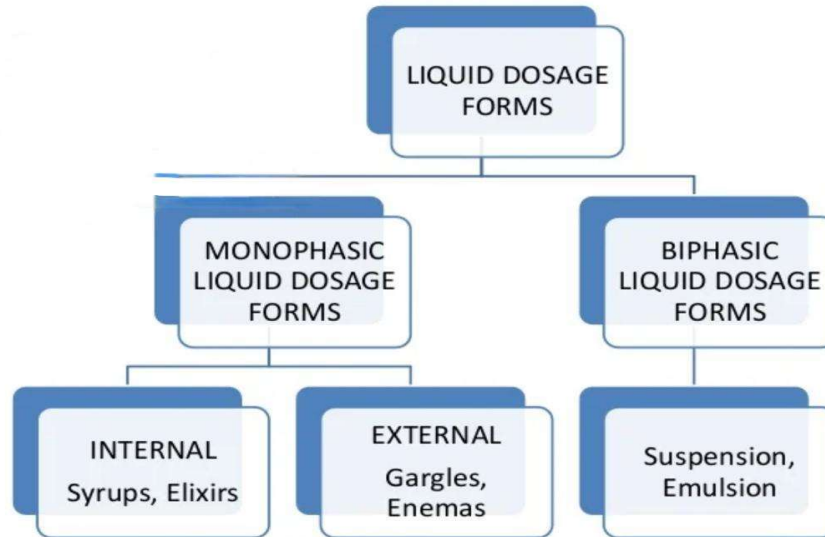 LIQUID DOSAGE
FORMS
MONOPHASIC
LIQUID DOSAGE
FORMS
BIPHASIC
LIQUID DOSAGE
FORMS
INTERNAL
Syrups, Elixirs
EXTERNAL
Gargles,
Enemas
Suspension,
Emulsion